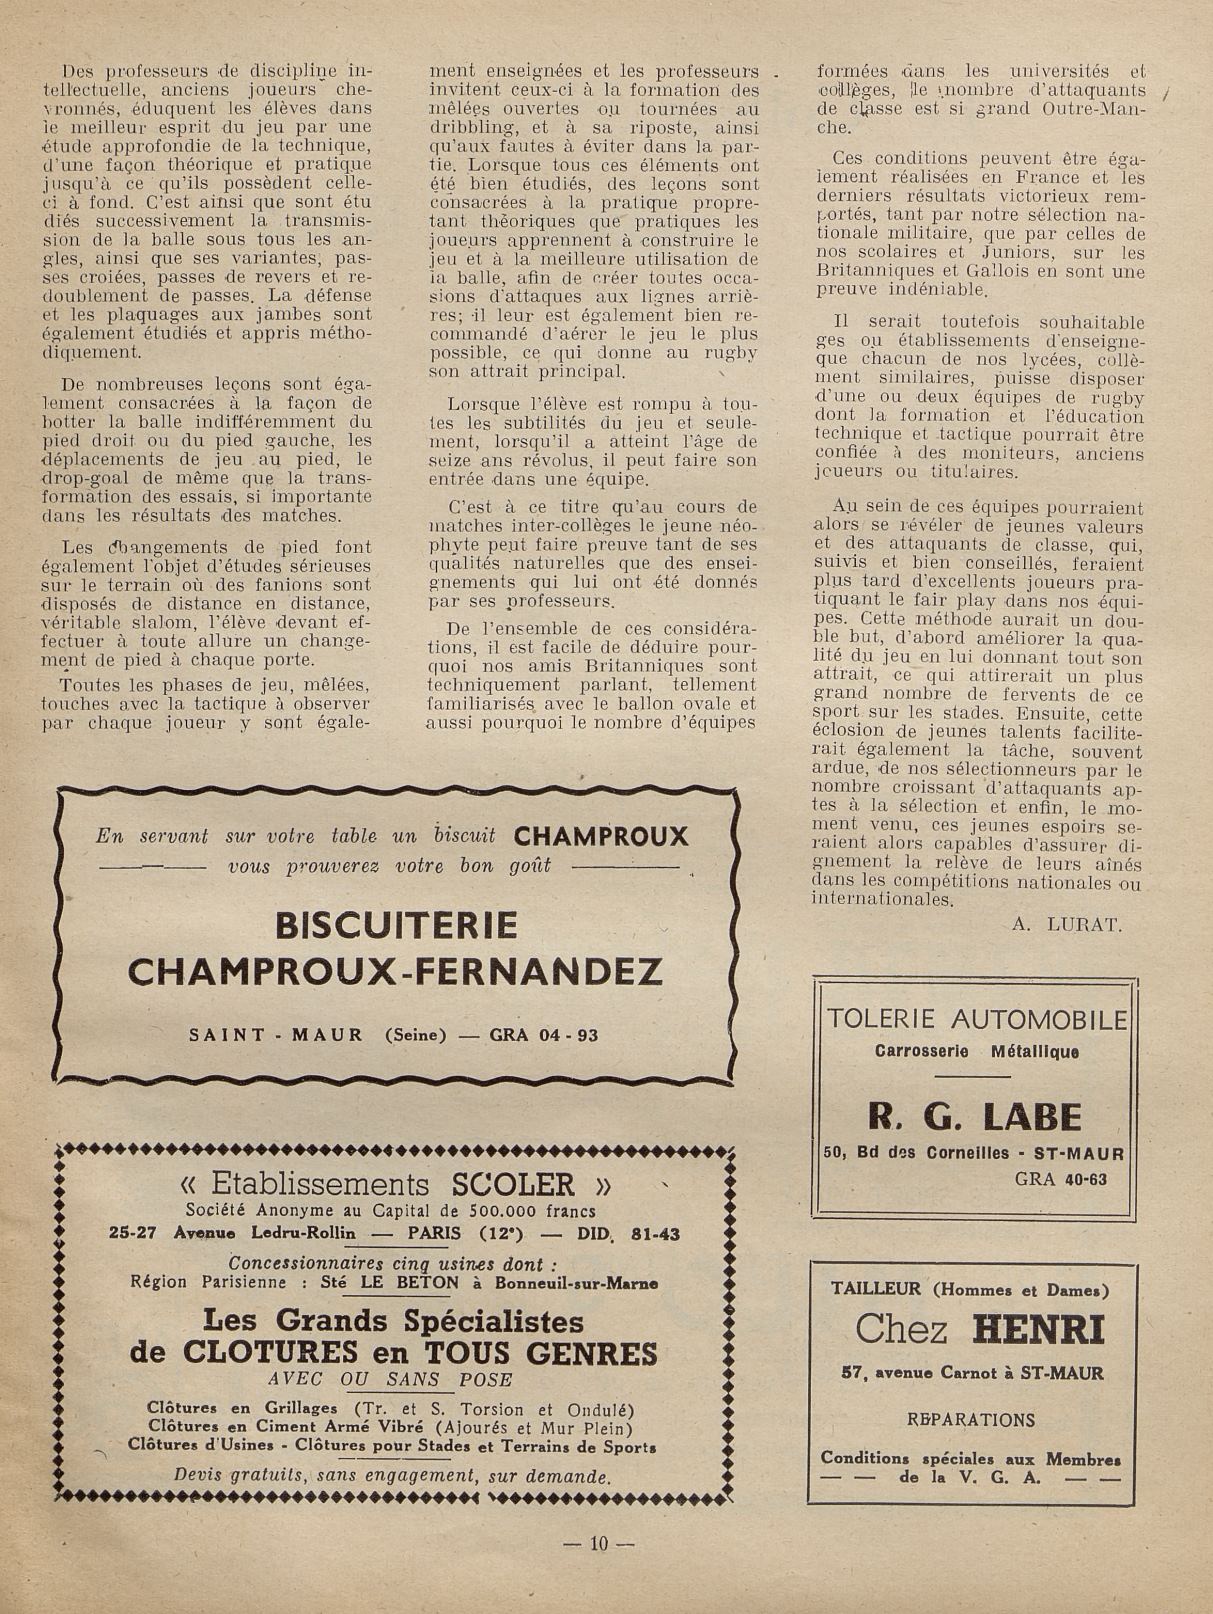 Des professeurs de discipline in-
tellectuelle, anciens joueurs che-
vronnés, éduquent les élèves dans
le meilleur esprit du jeu par une
étude approfondie de la technique,
d'une façon théorique et pratique
jusqu'à ce qu'ils possèdent celle-
ci à fond. C'est ainsi que sont étu
diés successivement la transmis-
sion de la balle sous tous les an-
gles, ainsi que ses variantes, pas-
ses croiées, passes de revers et re-
doublement de passes. La défense
et les plaquages aux jambes sont
également étudiés et appris métho-
diquement.
De nombreuses leçons sont éga-
lement consacrées à la façon de
botter la balle indifféremment du
pied droit ou du pied gauche, les
déplacements de jeu au pied, le
drop-goal de même que la trans-
formation des essais, si importante
dans les résultats des matches.
Les changements de pied font
également l'objet d'études sérieuses
sur le terrain où des fanions sont
disposés de distance en distance,
véritable slalom, l'élève devant ef-
fectuer à toute allure un change-
ment de pied à chaque porte.
Toutes les phases de jeu, mêlées,
touches avec la tactique à observer
par chaque joueur y sont égale-
ment enseignées et les professeurs
invitent ceux-ci à la formation des
mêlées ouvertes ou tournées au
dribbling, et à sa riposte, ainsi
qu'aux fautes à éviter dans la par-
tie. Lorsque tous ces éléments ont
été bien étudiés, des leçons sont
consacrées à la pratique propre-
tant théoriques que pratiques les
joueurs apprennent à construire le
jeu et à la meilleure utilisation de
la balle, afin de créer toutes occa-
sions d'attaques aux lignes arriè-
res; il leur est également bien re-
commandé d'aérer le jeu le plus
possible, ce qui donne au rugby
son attrait principal.
Lorsque l'élève est rompu à tou-
tes les subtilités du jeu et seule-
ment, lorsqu'il a atteint l'âge de
seize ans révolus, il peut faire son
entrée dans une équipe.
C'est à ce titre qu'au cours de
matches inter-collèges le jeune néo-
phyte peut faire preuve tant de ses
qualités naturelles que des ensei-
gnements qui lui ont été donnés
par ses professeurs.
De l'ensemble de ces considéra-
tions, il est facile de déduire pour-
quoi nos amis Britanniques sont
techniquement parlant, tellement
familiarisés avec le ballon ovale et
aussi pourquoi le nombre d'équipes
formées dans les universités et
collèges, le nombre d'attaquants
de classe est si grand Outre-Man-
che.
Ces conditions peuvent être éga-
lement réalisées en France et les
derniers résultats victorieux rem-
portés, tant par notre sélection na-
tionale militaire, que par celles de
nos scolaires et Juniors, sur les
Britanniques et Gallois en sont une
preuve indéniable.
Il serait toutefois souhaitable
ges ou établissements d'enseigne-
que chacun de nos lycées, collè-
ment similaires, puisse disposer
d'une ou deux équipes de rugby
dont la formation et l'éducation
technique et tactique pourrait être
confiée à des moniteurs, anciens
joueurs ou titulaires.
Au sein de ces équipes pourraient
alors se révéler de jeunes valeurs
et des attaquants de classe, qui,
suivis et bien conseillés, feraient
plus tard d'excellents joueurs pra-
tiquant le fair play dans nos équi-
pes. Cette méthode aurait un dou-
ble but, d'abord améliorer la qua-
lité du jeu en lui donnant tout son
attrait, ce qui attirerait un plus
grand nombre de fervents de ce
sport sur les stades. Ensuite, cette
éclosion de jeunes talents facilite-
rait également la tâche, souvent
ardue, de nos sélectionneurs par le
nombre croissant d'attaquants ap-
tes à la sélection et enfin, le mo-
ment venu, ces jeunes espoirs se-
raient alors capables d'assurer di-
gnement la relève de leurs aînés
dans les compétitions nationales ou
internationales.
A. LURAT.
En servant sur votre table un biscuit CHAMPROUX
vous prouverez votre bon goût
BISCUITERIE
CHAMPROUX-FERNANDEZ
SAINT - MAUR (Seine) — GRA 04 - 93
« Etablissements SCOLER »
Société Anonyme au Capital de 500.000 francs
25-27 Avenue Ledru-Rollin — PARIS (12e) — DID. 81-43
Concessionnaires cinq usines dont :
Région Parisienne : Sté LE BETON à Bonneuil-sur-Marne
Les Grands Spécialistes
de CLOTURES en TOUS GENRES
AVEC OU SANS POSE
Clôtures en Grillages (Tr. et S. Torsion et Ondulé)
Clôtures en Ciment Armé Vibré (Ajourés et Mur Plein)
Clôtures d'Usines - Clôtures pour Stades et Terrains de Sports
Devis gratuits, sans engagement, sur demande.
TOLERIE AUTOMOBILE
Carrosserie Métallique
R. G. LABE
50, Bd des Corneilles - ST-MAUR
GRA 40-63
TAILLEUR (Hommes et Dames)
Chez HENRI
57, avenue Carnot à ST-MAUR
REPARATIONS
Conditions spéciales aux Membres
— — de la V. G. A. — —
— 10 —